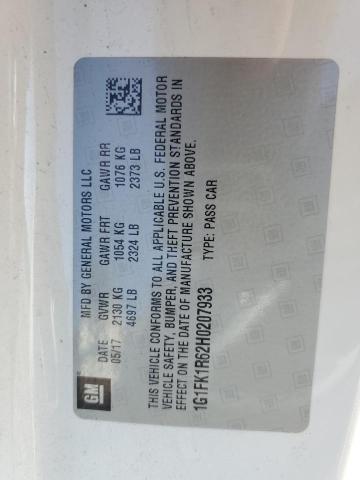 MFD BY GENERAL MOTORS LLC
DATE GVWR GAWR FRT GAWR RR
05/17 2130 KG 1054 KG 1076 KG
4697 LB 2324 LB 2373 LB
GM
THIS VEHICLE CONFORMS TO ALL APPLICABLE U.S. FEDERAL MOTOR
VEHICLE SAFETY, BUMPER, AND THEFT PREVENTION STANDARDS IN
EFFECT ON THE DATE OF MANUFACTURE SHOWN ABOVE.
1G1FK1R62H0207933 TYPE: PASS CAR